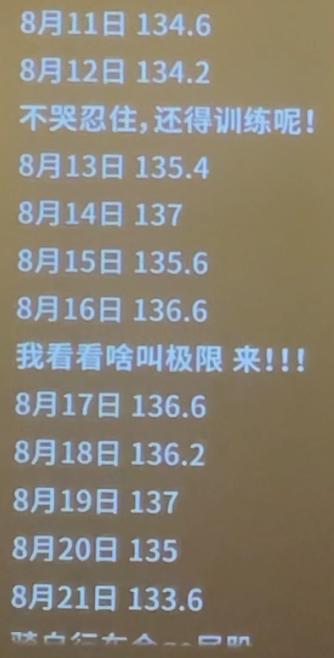 8月11日 134.6
8月12日 134.2
不哭忍住,还得训练呢!
8月13日 135.4
8月14日 137
8月15日 135.6
8月16日 136.6
我看看啥叫极限 来!!!
8月17日 136.6
8月18日 136.2
8月19日 137
8月20日 135
8月21日 133.6